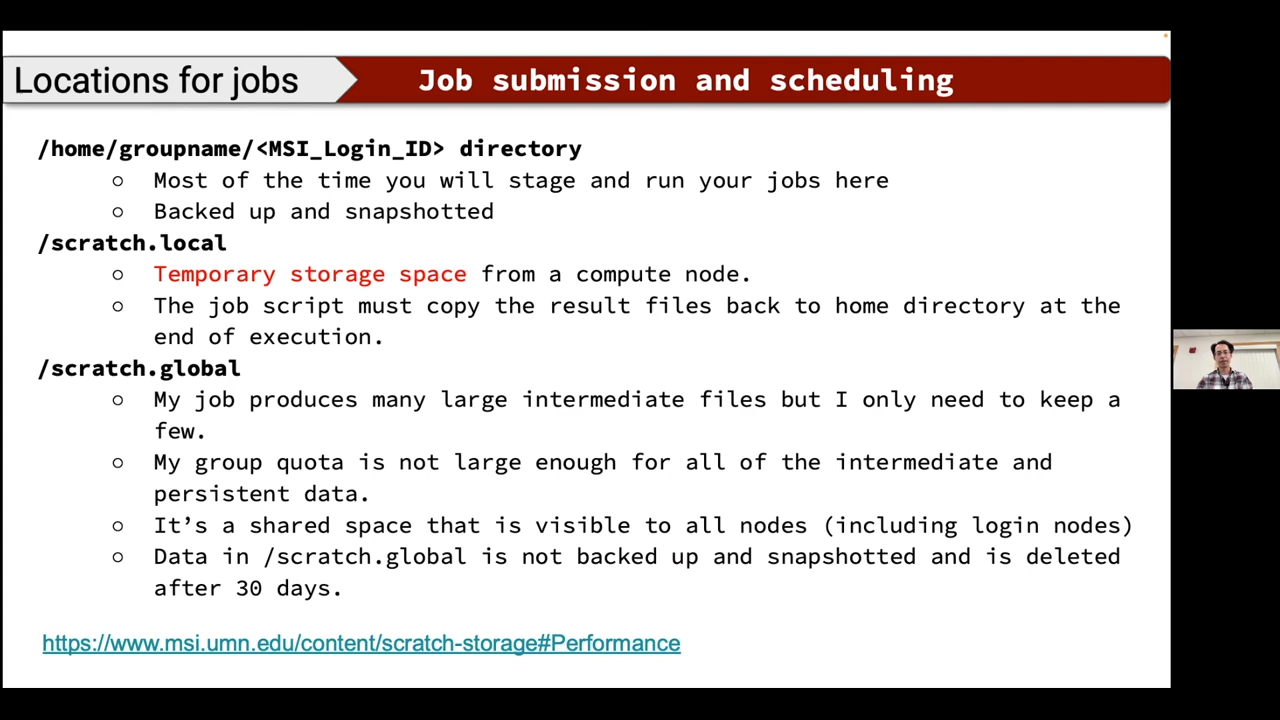 Locations for jobs
Job submission and scheduling
/home/groupname/<MSI_Login_ID> directory
○ Most of the time you will stage and run your jobs here
○ Backed up and snapshotted
/scratch.local
○ Temporary storage space from a compute node.
○ The job script must copy the result files back to home directory at the
end of execution.
/scratch.global
○ My job produces many large intermediate files but I only need to keep a
few.
○ My group quota is not large enough for all of the intermediate and
persistent data.
○ It’s a shared space that is visible to all nodes (including login nodes)
○ Data in /scratch.global is not backed up and snapshotted and is deleted
after 30 days.
https://www.msi.umn.edu/content/scratch-storage#Performance